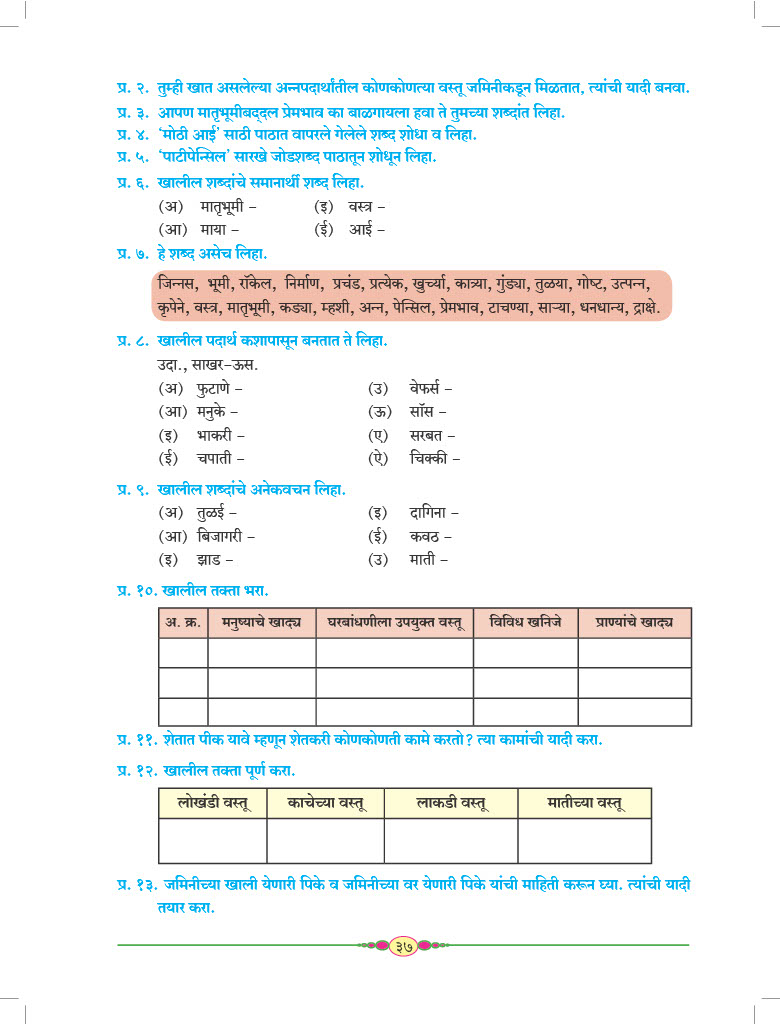 प्र. २. तुम्ही खात असलेल्या अन्नपदार्थांतील कोणकोणत्या वस्तू जमिनीकडून मिळतात, त्यांची यादी बनवा.
प्र. ३. आपण मातृभूमीबद्दल प्रेमभाव का बाळगायला हवा ते तुमच्या शब्दांत लिहा.
प्र. ४. ‘मोठी आई’ साठी पाठात वापरले गेलेले शब्द शोधा व लिहा.
प्र. ५. ‘पाटीपेन्सिल’ सारखे जोडशब्द पाठातून शोधून लिहा.
प्र. ६. खालील शब्दांचे समानार्थी शब्द लिहा.
(अ) मातृभूमी – (इ) वस्त्र –
(आ) माया – (ई) आई –
प्र. ७. हे शब्द असेच लिहा.
जिन्नस, भूमी, रॉकेल, निर्माण, प्रचंड, प्रत्येक, खुर्च्या, कात्र्या, गुंड्या, तुळया, गोष्ट, उत्पन्न,
कृपेने, वस्त्र, मातृभूमी, कड्या, म्हशी, अन्न, पेन्सिल, प्रेमभाव, टाचण्या, साऱ्या, धनधान्य, द्राक्षे.
प्र. ८. खालील पदार्थ कशापासून बनतात ते लिहा.
उदा., साखर–ऊस.
(अ) फुटाणे – (उ) वेफर्स –
(आ) मनुके – (ऊ) सॉस –
(इ) भाकरी – (ए) सरबत –
(ई) चपाती – (ऐ) चिक्की –
प्र. ९. खालील शब्दांचे अनेकवचन लिहा.
(अ) तुळई – (इ) दागिना –
(आ) बिजागरी – (ई) कवठ –
(इ) झाड – (उ) माती –
प्र. १०. खालील तक्ता भरा.
अ. क्र. मनुष्याचे खाद्य घरबांधणीला उपयुक्त वस्तू विविध खनिजे प्राण्यांचे खाद्य
प्र. ११. शेतात पीक यावे म्हणून शेतकरी कोणकोणती कामे करतो? त्या कामांची यादी करा.
प्र. १२. खालील तक्ता पूर्ण करा.
लोखंडी वस्तू काचेच्या वस्तू लाकडी वस्तू मातीच्या वस्तू
प्र. १३. जमिनीच्या खाली येणारी पिके व जमिनीच्या वर येणारी पिके यांची माहिती करून घ्या. त्यांची यादी
तयार करा.
३७